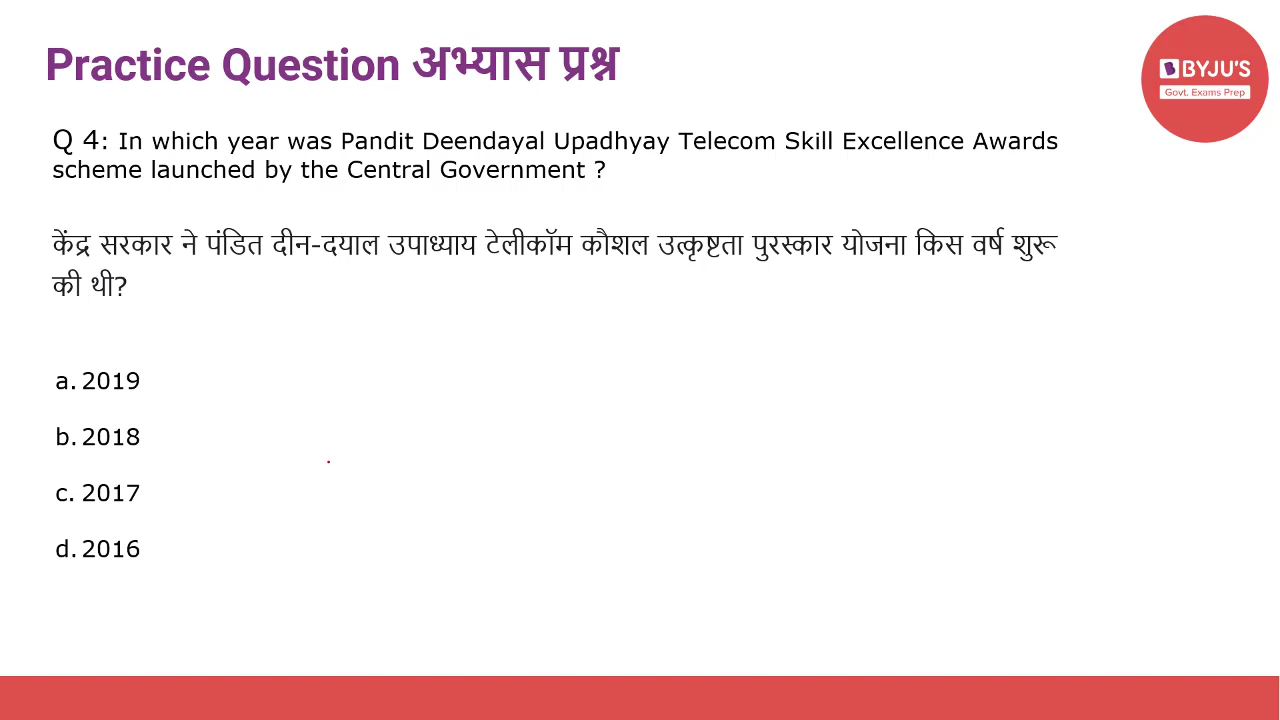 Practice Question अभ्यास प्रश्न
BYJU'S
Govt. Exams Prep
Q 4: In which year was Pandit Deendayal Upadhyay Telecom Skill Excellence Awards
scheme launched by the Central Government ?
केंद्र सरकार ने पंडित दीन-दयाल उपाध्याय टेलीकॉम कौशल उत्कृष्टता पुरस्कार योजना किस वर्ष शुरू
की थी?
a. 2019
b. 2018
c. 2017
d. 2016